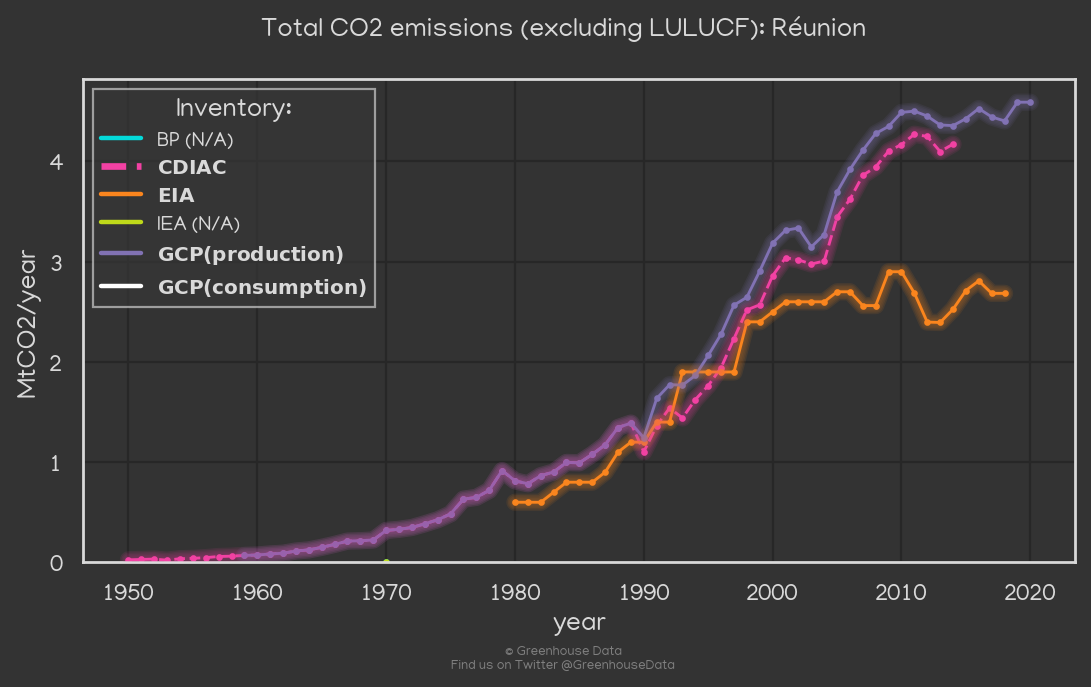 Total CO2 emissions (excluding LULUCF): Réunion
Inventory:
BP (N/A)
CDIAC
EIA
IEA (N/A)
GCP(production)
GCP(consumption)
MtCO2/year
4
3
2
1
0
1950 1960 1970 1980 1990 2000 2010 2020
year
© Greenhouse Data
Find us on Twitter @GreenhouseData